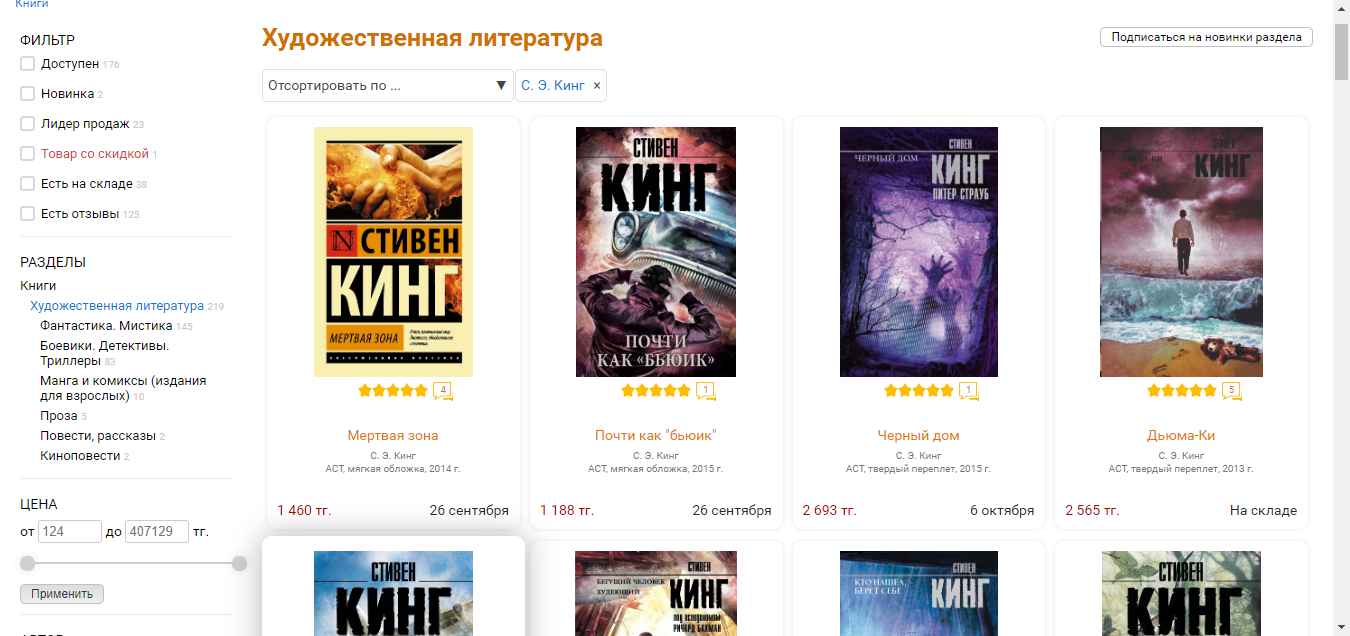 Книги
ФИЛЬТР
Доступен 176
Новинка 2
Лидер продаж 23
Товар со скидкой 1
Есть на складе 38
Есть отзывы 125
РАЗДЕЛЫ
Книги
Художественная литература 219
Фантастика. Мистика 145
Боевики. Детективы.
Триллеры 83
Манга и комиксы (издания
для взрослых) 10
Проза 5
Повести, рассказы 2
Киноповести 2
ЦЕНА
от 124 до 407129 тг.
Применить
Художественная литература
Подписаться на новинки раздела
Отсортировать по ... ▼
С. Э. Кинг ×
СТИВЕН
КИНГ
МЕРТВАЯ ЗОНА
4
Мертвая зона
С. Э. Кинг
АСТ, мягкая обложка, 2014 г.
1 460 тг. 26 сентября
СТИВЕН
КИНГ
ПОЧТИ
КАК «БЬЮИК»
1
Почти как "бьюик"
С. Э. Кинг
АСТ, мягкая обложка, 2015 г.
1 188 тг. 26 сентября
ЧЕРНЫЙ ДОМ
СТИВЕН
КИНГ
ПИТЕР СТРАУБ
1
Черный дом
С. Э. Кинг
АСТ, твердый переплет, 2015 г.
2 693 тг. 6 октября
СТИВЕН
КИНГ
5
Дьюма-Ки
С. Э. Кинг
АСТ, твердый переплет, 2013 г.
2 565 тг. На складе
СТИВЕН
КИНГ
БЕГУЩИЙ ЧЕЛОВЕК
ХУДЕЮЩИЙ
СТИВЕН
КИНГ
под псевдонимом
РИЧАРД БАХМАН
КТО НАШЕЛ,
БЕРЕТ СЕБЕ
СТИВЕН
КИНГ
СТИВЕН
КИНГ